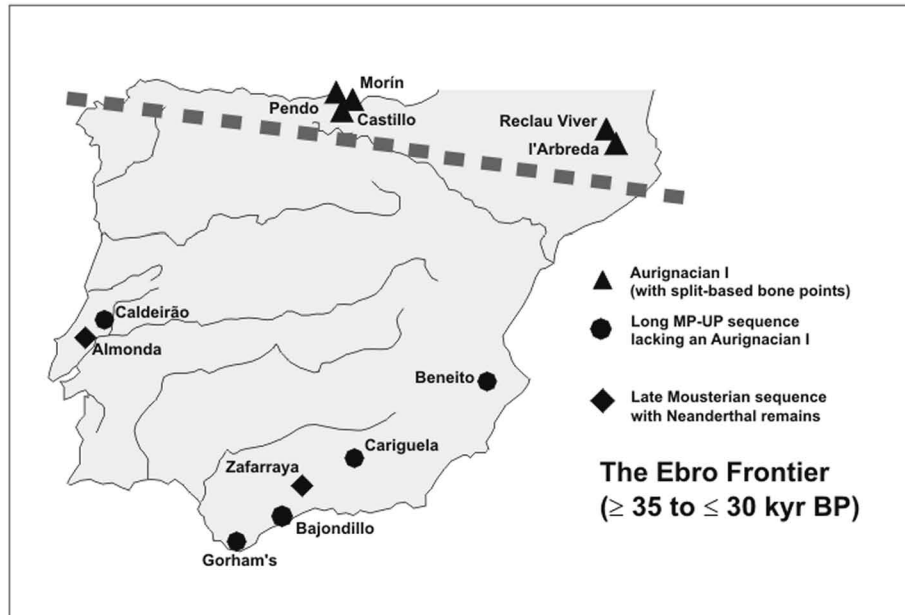 Morín
Pendo
Castillo
Reclau Viver
l'Arbreda
Caldeirão
Almonda
Beneito
Cariguela
Zafarraya
Bajondillo
Gorham's
Aurignacian I
(with split-based bone points)
Long MP-UP sequence
lacking an Aurignacian I
Late Mousterian sequence
with Neanderthal remains
The Ebro Frontier
(≥ 35 to ≤ 30 kyr BP)